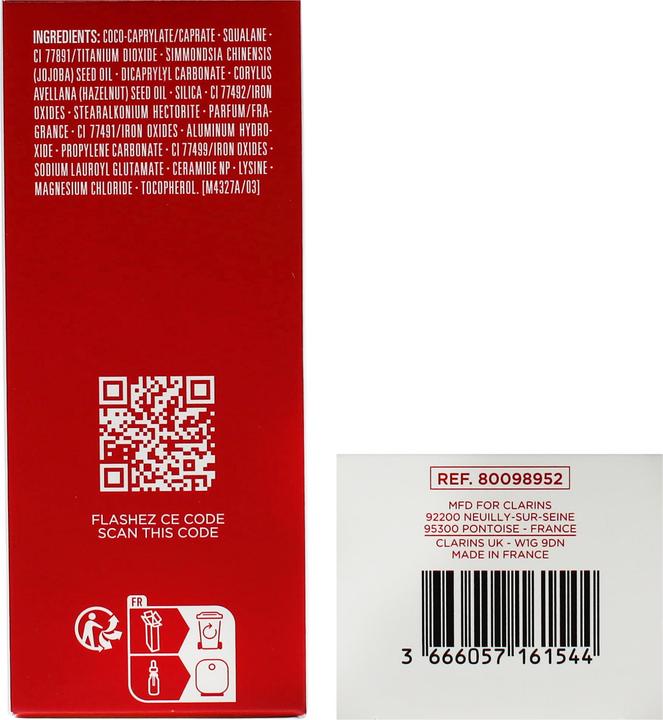 INGREDIENTS: COCO-CAPRYLATE/CAPRATE · SQUALANE ·
CI 77891/TITANIUM DIOXIDE · SIMMONDSIA CHINENSIS
(JOJOBA) SEED OIL · DICAPRYLYL CARBONATE · CORYLUS
AVELLANA (HAZELNUT) SEED OIL · SILICA · CI 77492/IRON
OXIDES · STEARALKONIUM HECTORITE · PARFUM/FRA-
GRANCE · CI 77491/IRON OXIDES · ALUMINUM HYDRO-
XIDE · PROPYLENE CARBONATE · CI 77499/IRON OXIDES ·
SODIUM LAUROYL GLUTAMATE · CERAMIDE NP · LYSINE ·
MAGNESIUM CHLORIDE · TOCOPHEROL. [M4327A/03]
FLASHEZ CE CODE
SCAN THIS CODE
FR
REF. 80098952
MFD FOR CLARINS
92200 NEUILLY-SUR-SEINE
95300 PONTOISE - FRANCE
CLARINS UK - W1G 9DN
MADE IN FRANCE
3 666057 161544